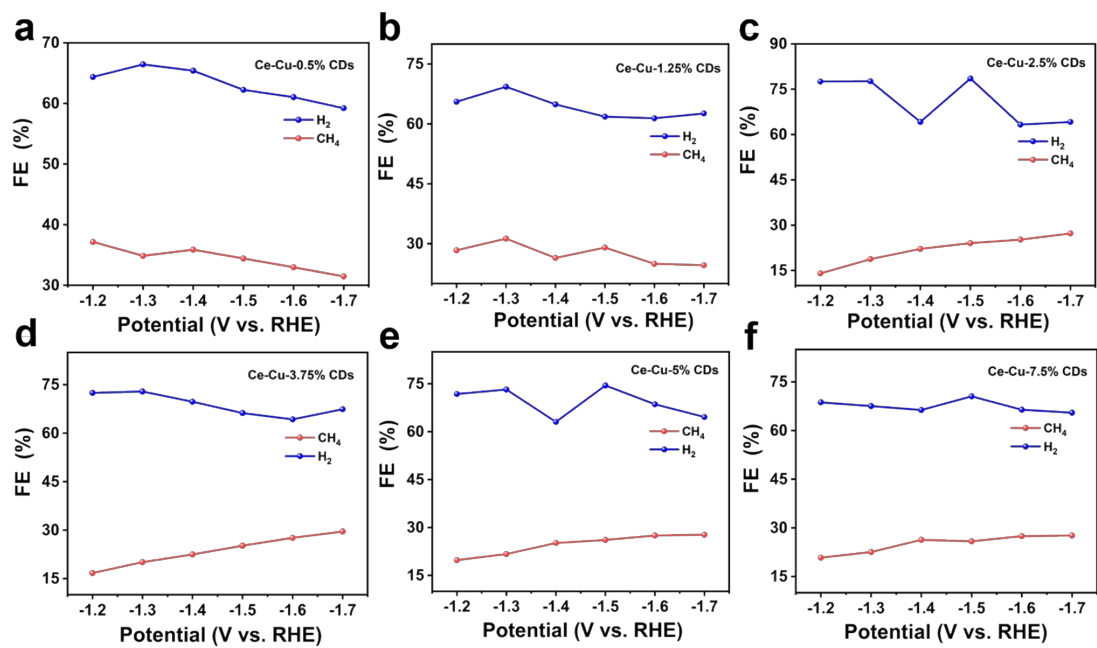 a
70
60
50
40
30
FE (%)
Ce-Cu-0.5% CDs
H2
CH4
-1.2 -1.3 -1.4 -1.5 -1.6 -1.7
Potential (V vs. RHE)
b
75
60
45
30
FE (%)
Ce-Cu-1.25% CDs
H2
CH4
-1.2 -1.3 -1.4 -1.5 -1.6 -1.7
Potential (V vs. RHE)
c
90
75
60
45
30
15
FE (%)
Ce-Cu-2.5% CDs
H2
CH4
-1.2 -1.3 -1.4 -1.5 -1.6 -1.7
Potential (V vs. RHE)
d
75
60
45
30
15
FE (%)
Ce-Cu-3.75% CDs
CH4
H2
-1.2 -1.3 -1.4 -1.5 -1.6 -1.7
Potential (V vs. RHE)
e
75
60
45
30
15
FE (%)
Ce-Cu-5% CDs
CH4
H2
-1.2 -1.3 -1.4 -1.5 -1.6 -1.7
Potential (V vs. RHE)
f
75
60
45
30
15
FE (%)
Ce-Cu-7.5% CDs
CH4
H2
-1.2 -1.3 -1.4 -1.5 -1.6 -1.7
Potential (V vs. RHE)